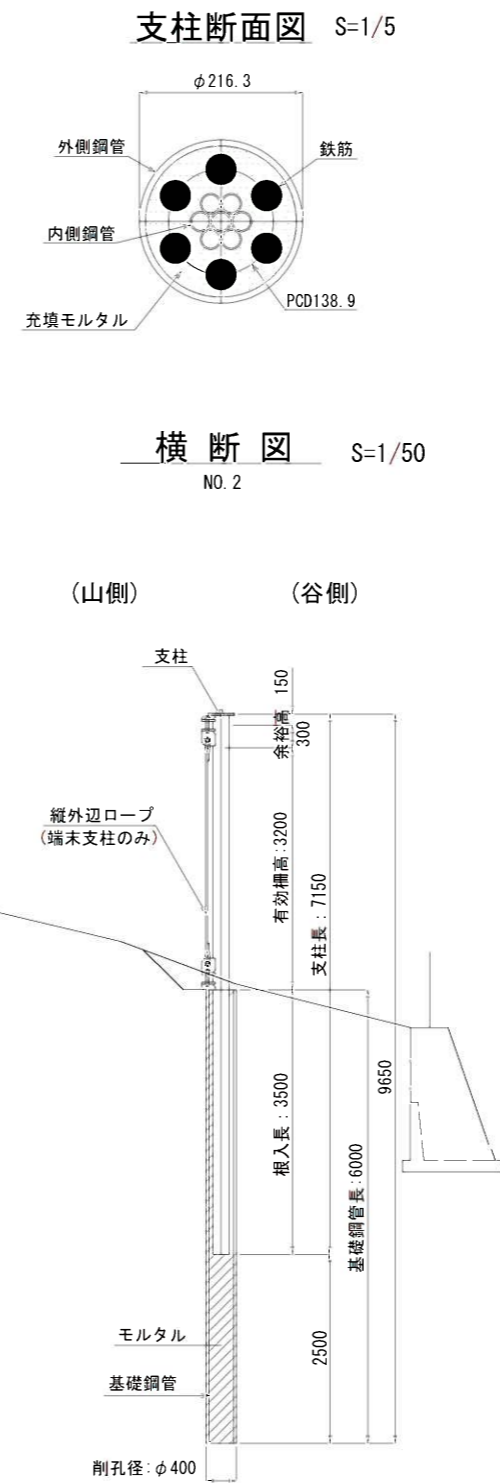 支柱断面図 S=1/5
φ216.3
外側鋼管
鉄筋
内側鋼管
PCD138.9
充填モルタル
横断図 S=1/50
NO.2
(山側) (谷側)
支柱
150
余裕高
300
縦外辺ロープ
(端末支柱のみ)
有効柵高:3200
支柱長:7150
9650
根入長:3500
基礎鋼管長:6000
2500
モルタル
基礎鋼管
削孔径:φ400